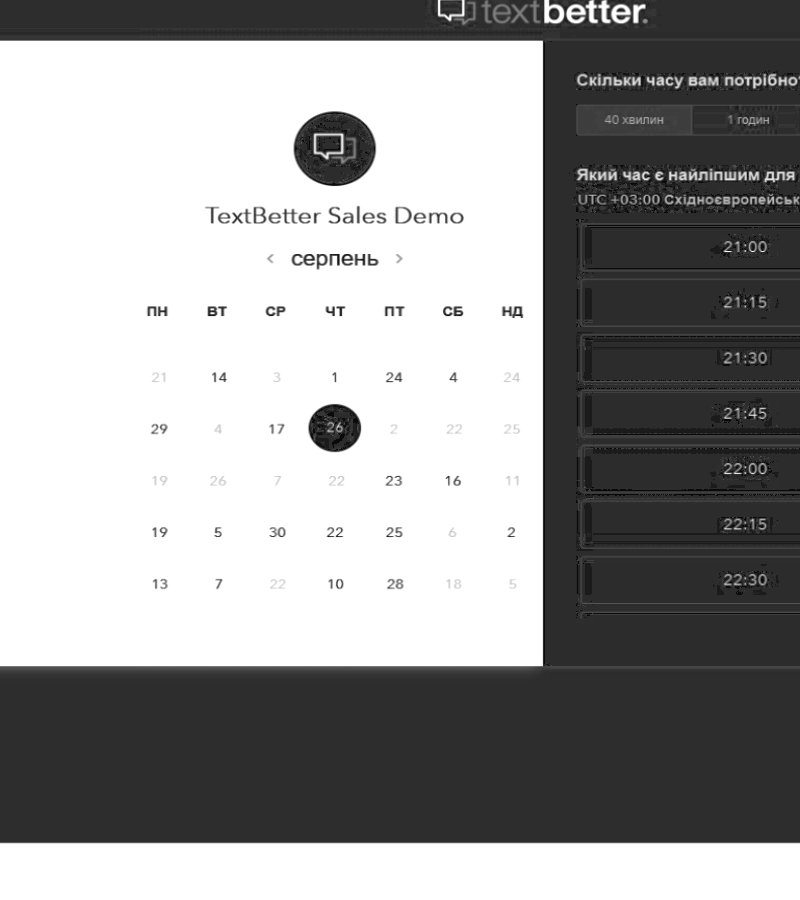 textbetter.
TextBetter Sales Demo
< серпень >
ПН ВТ СР ЧТ ПТ СБ НД
21 14 3 1 24 4 24
29 4 17 26 2 22 25
19 26 7 22 23 16 11
19 5 30 22 25 6 2
13 7 22 10 28 18 5
Скільки часу вам потрібно
40 хвилин 1 годин
Який час є найліпшим для
UTC +03:00 Східноєвропейськ
21:00
21:15
21:30
21:45
22:00
22:15
22:30